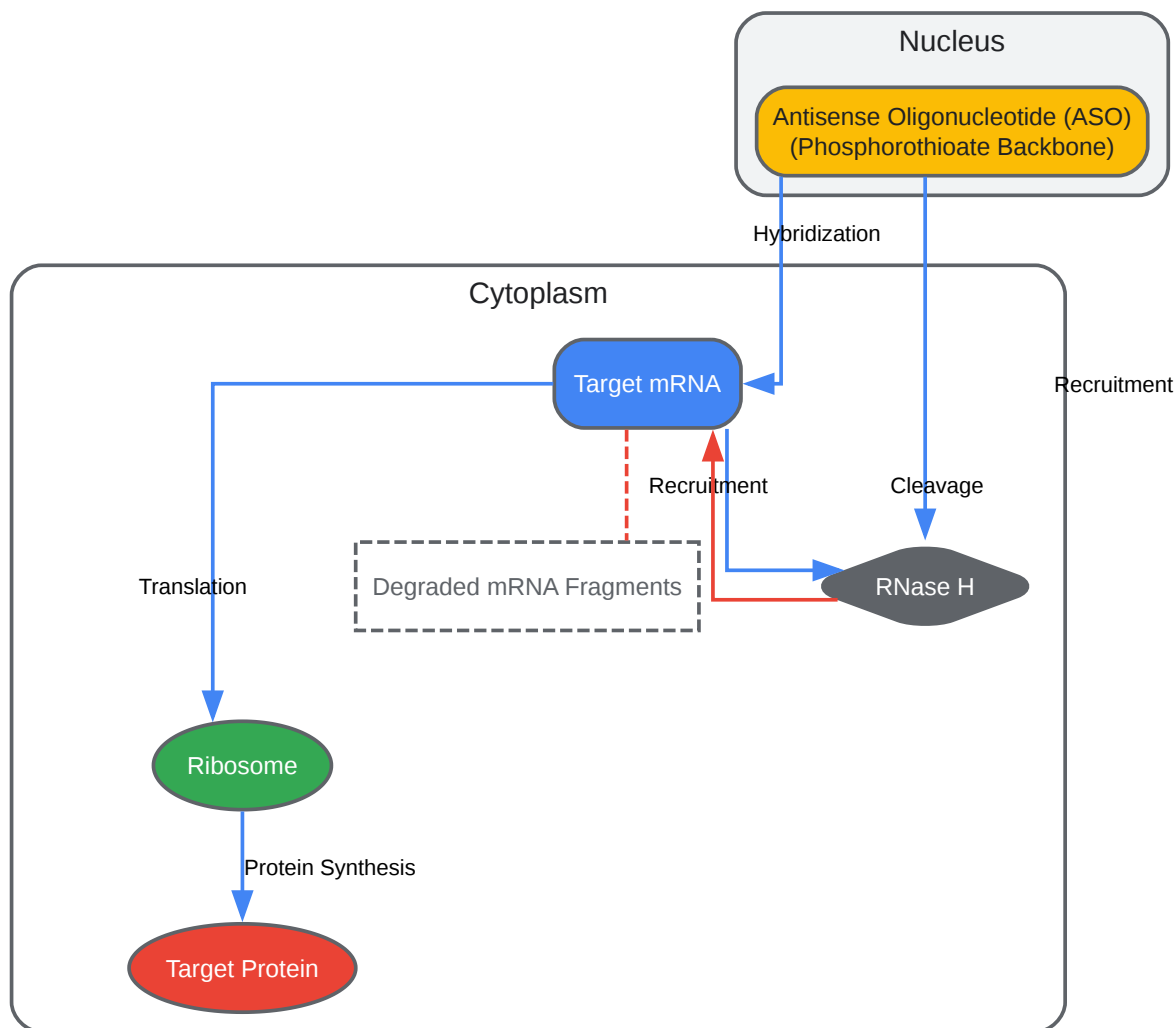 Nucleus
Antisense Oligonucleotide (ASO)
(Phosphorothioate Backbone)
Hybridization
Cytoplasm
Target mRNA
Recruitment
Recruitment
Cleavage
Translation
Degraded mRNA Fragments
RNase H
Ribosome
Protein Synthesis
Target Protein